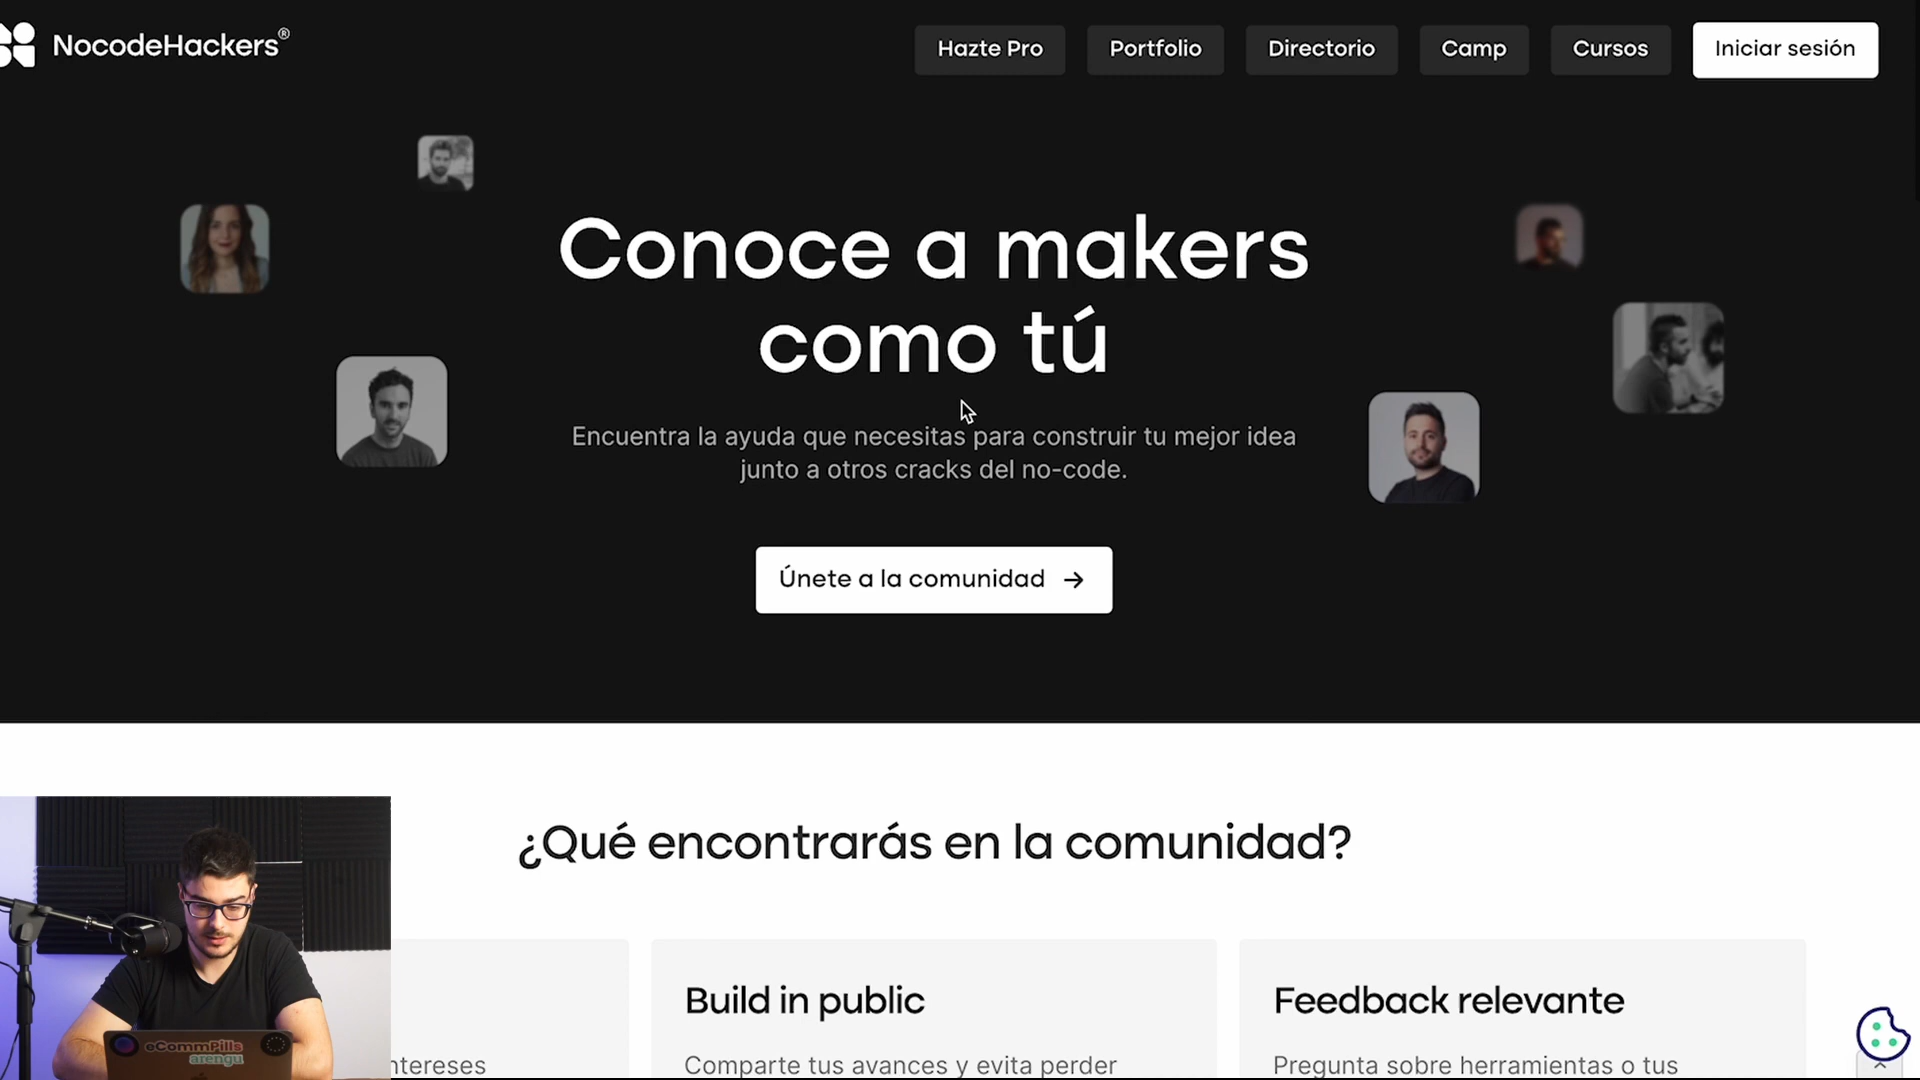 NocodeHackers®
Hazte Pro
Portfolio
Directorio
Camp
Cursos
Iniciar sesión
Conoce a makers
como tú
Encuentra la ayuda que necesitas para construir tu mejor idea
junto a otros cracks del no-code.
Únete a la comunidad →
¿Qué encontrarás en la comunidad?
Build in public
Feedback relevante
ntereses
Comparte tus avances y evita perder
Pregunta sobre herramientas o tus
eCommPills
arengu